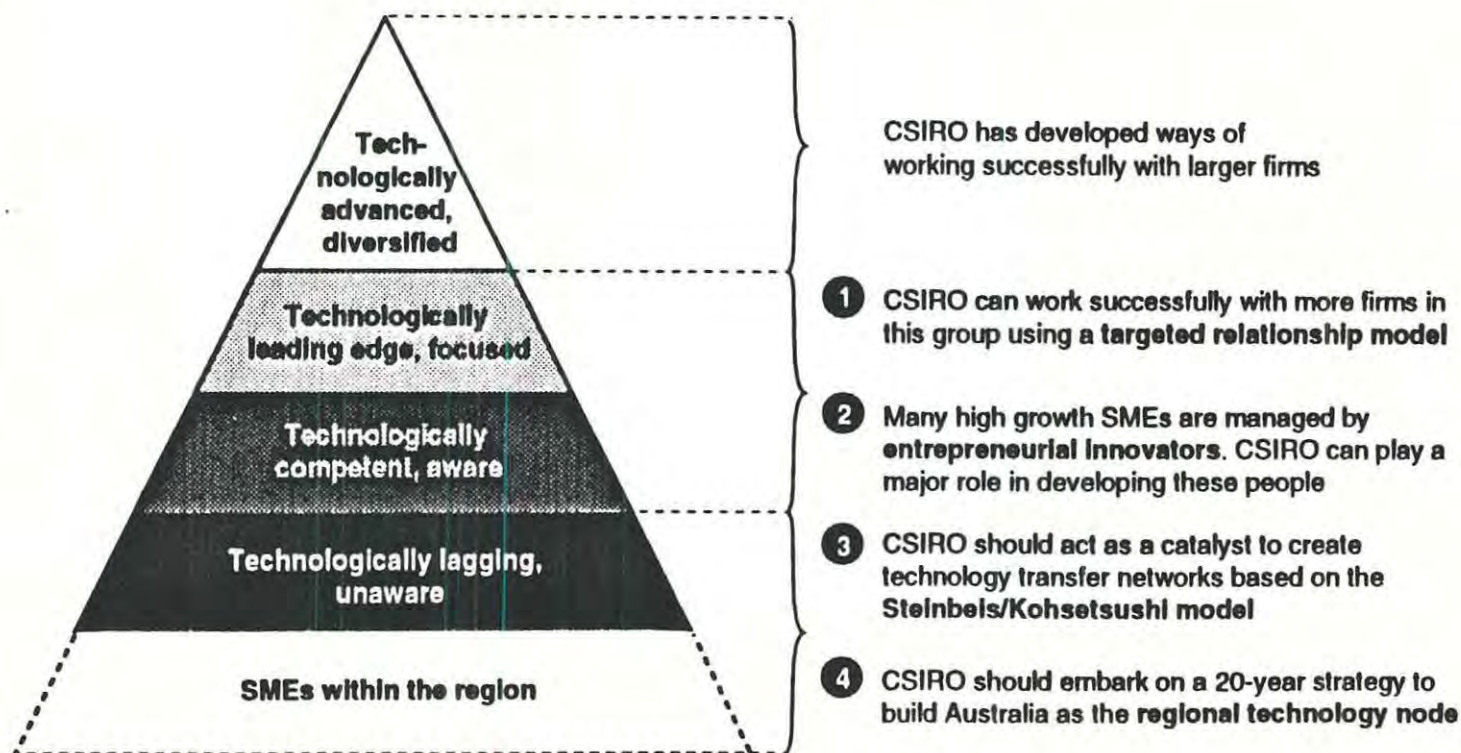 Tech-
nologically
advanced,
diversified
Technologically
leading edge, focused
Technologically
competent, aware
Technologically lagging,
unaware
SMEs within the region
CSIRO has developed ways of
working successfully with larger firms
1 CSIRO can work successfully with more firms in
this group using a targeted relationship model
2 Many high growth SMEs are managed by
entrepreneurial innovators. CSIRO can play a
major role in developing these people
3 CSIRO should act as a catalyst to create
technology transfer networks based on the
Steinbeis/Kohsetsushi model
4 CSIRO should embark on a 20-year strategy to
build Australia as the regional technology node